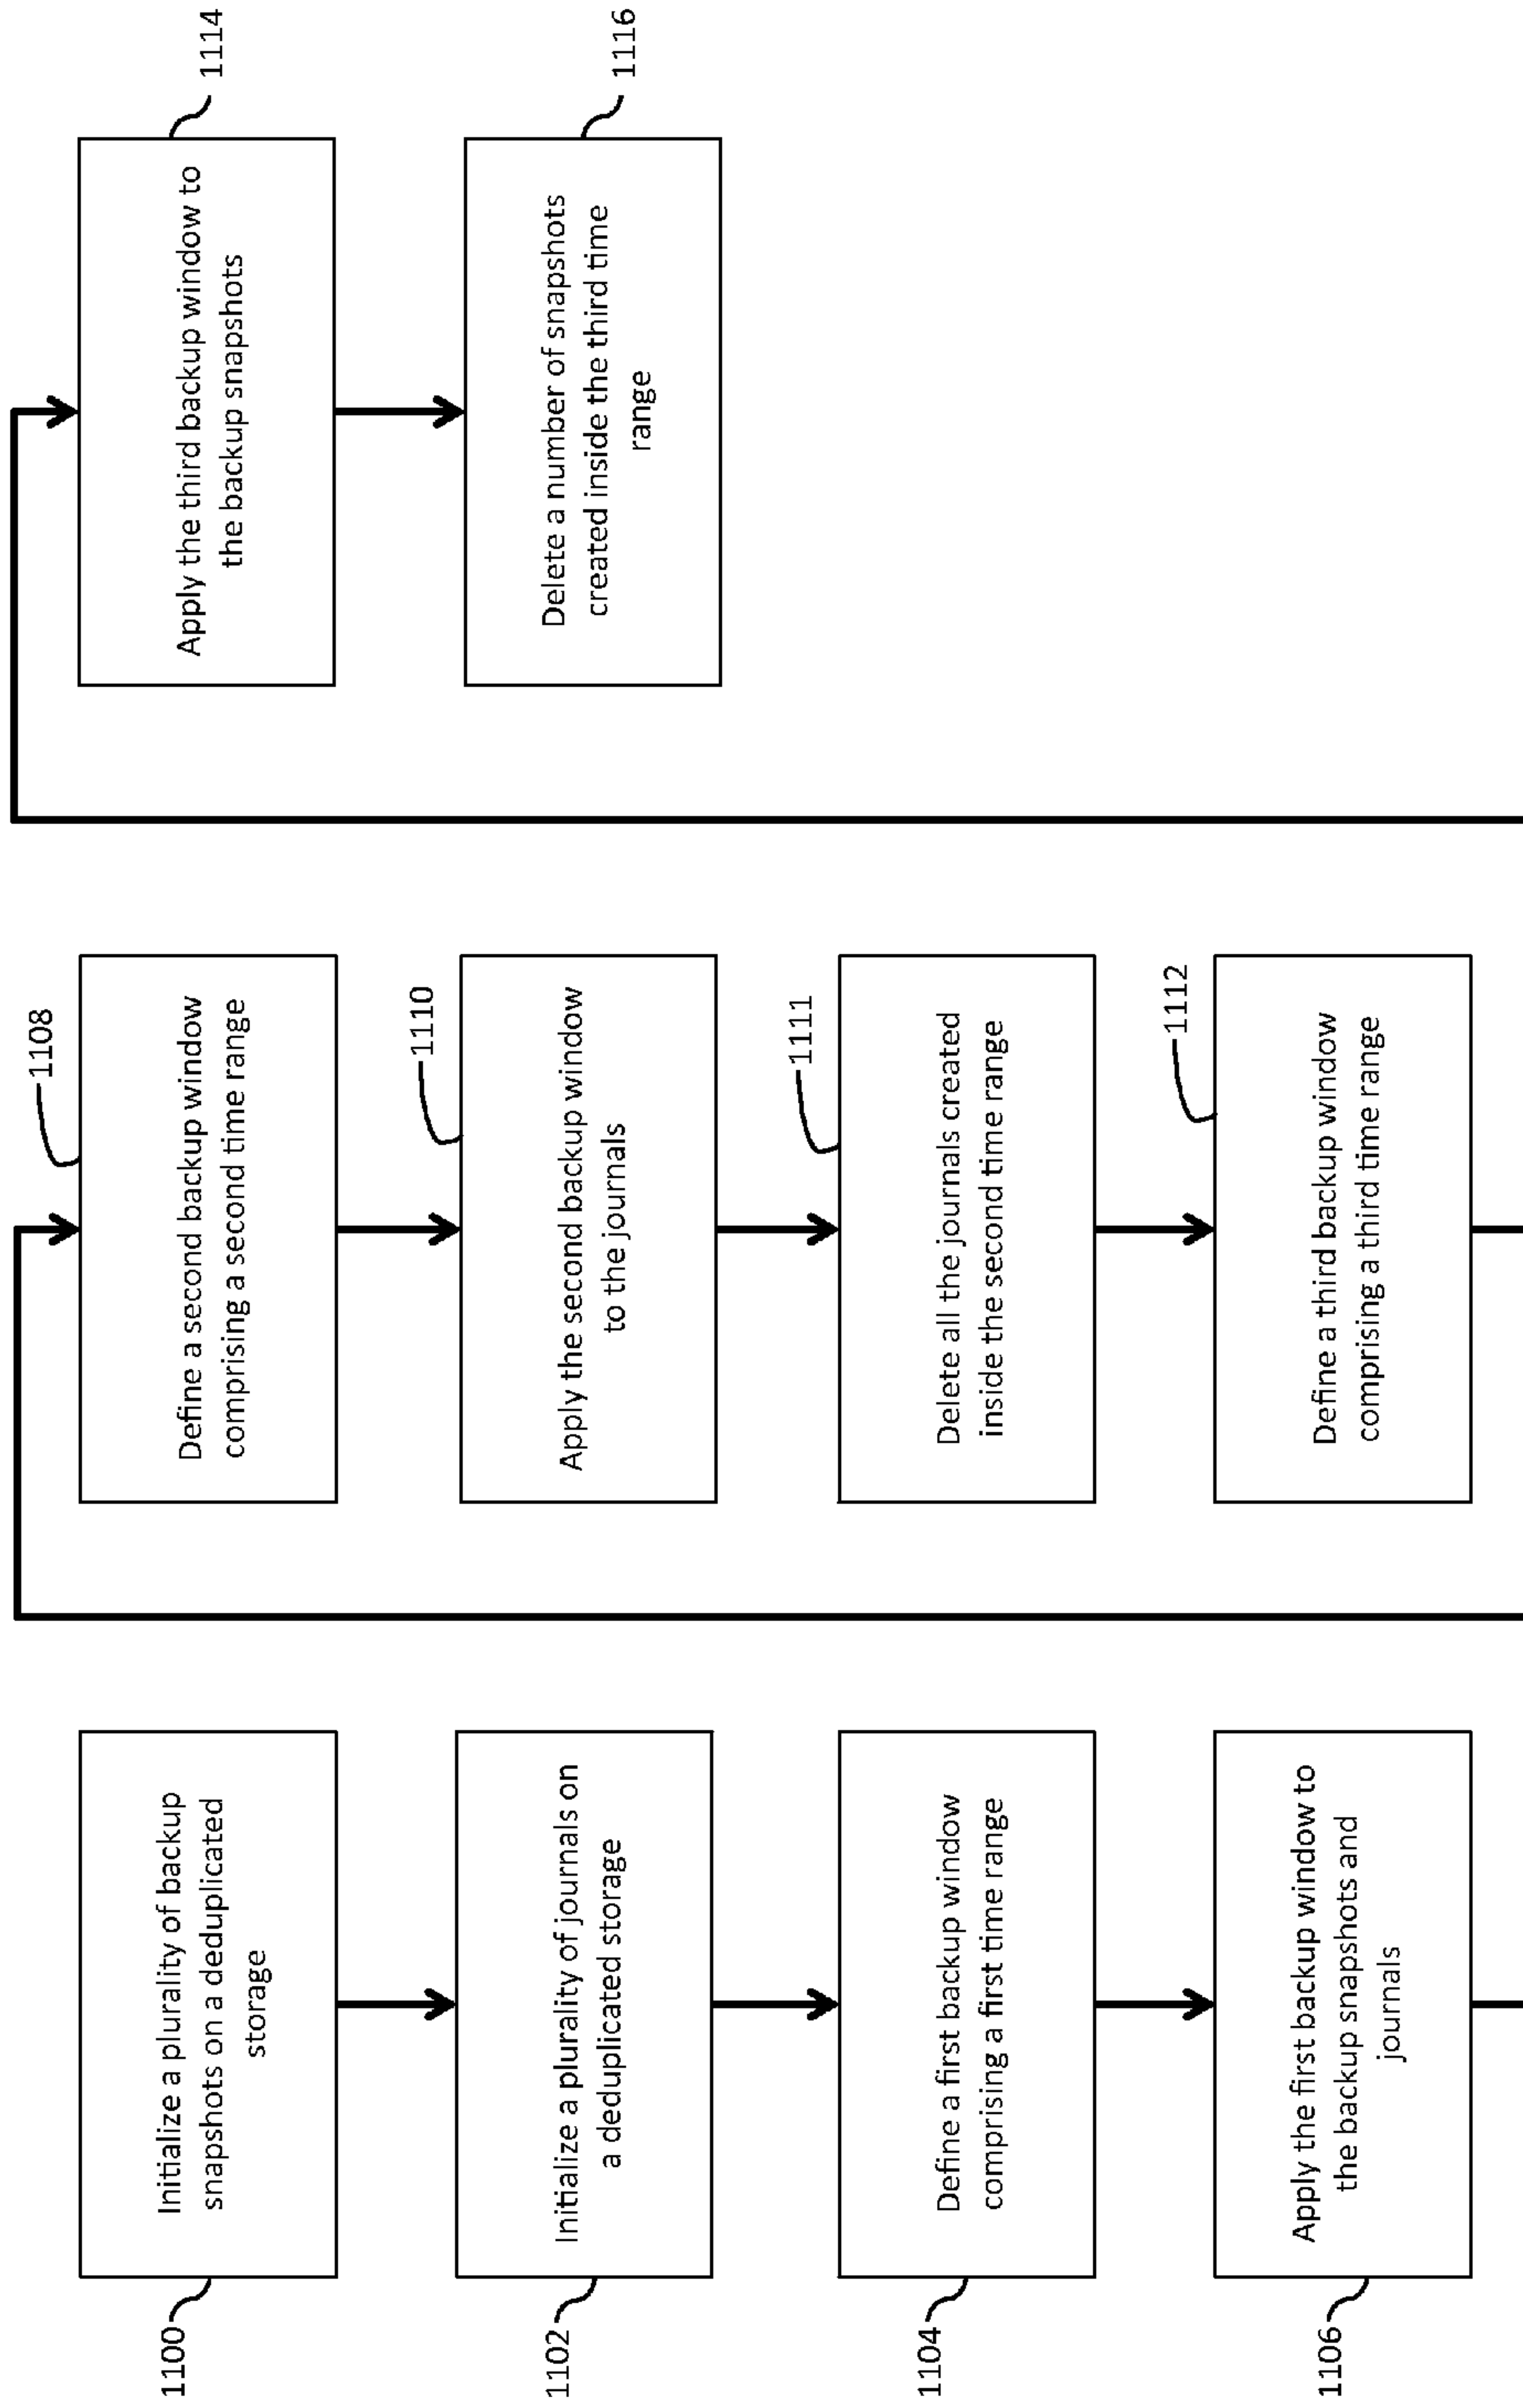 1100
Initialize a plurality of backup
snapshots on a deduplicated
storage
1102
Initialize a plurality of journals on
a deduplicated storage
1104
Define a first backup window
comprising a first time range
1106
Apply the first backup window to
the backup snapshots and
journals
1108
Define a second backup window
comprising a second time range
1110
Apply the second backup window
to the journals
1111
Delete all the journals created
inside the second time range
1112
Define a third backup window
comprising a third time range
1114
Apply the third backup window to
the backup snapshots
1116
Delete a number of snapshots
created inside the third time
range